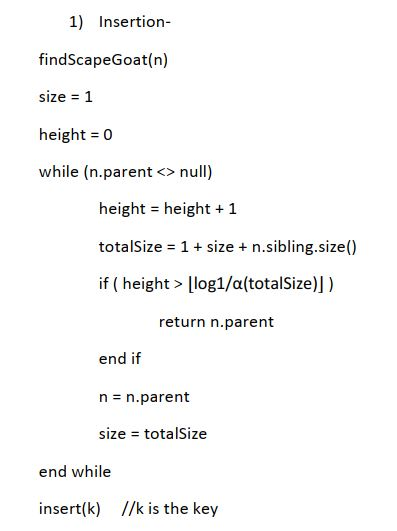 1) Insertion-
findScapeGoat(n)
size = 1
height = 0
while (n.parent <> null)
height = height + 1
totalSize = 1 + size + n.sibling.size()
if ( height > ⌊log1/α(totalSize)⌋ )
return n.parent
end if
n = n.parent
size = totalSize
end while
insert(k) //k is the key